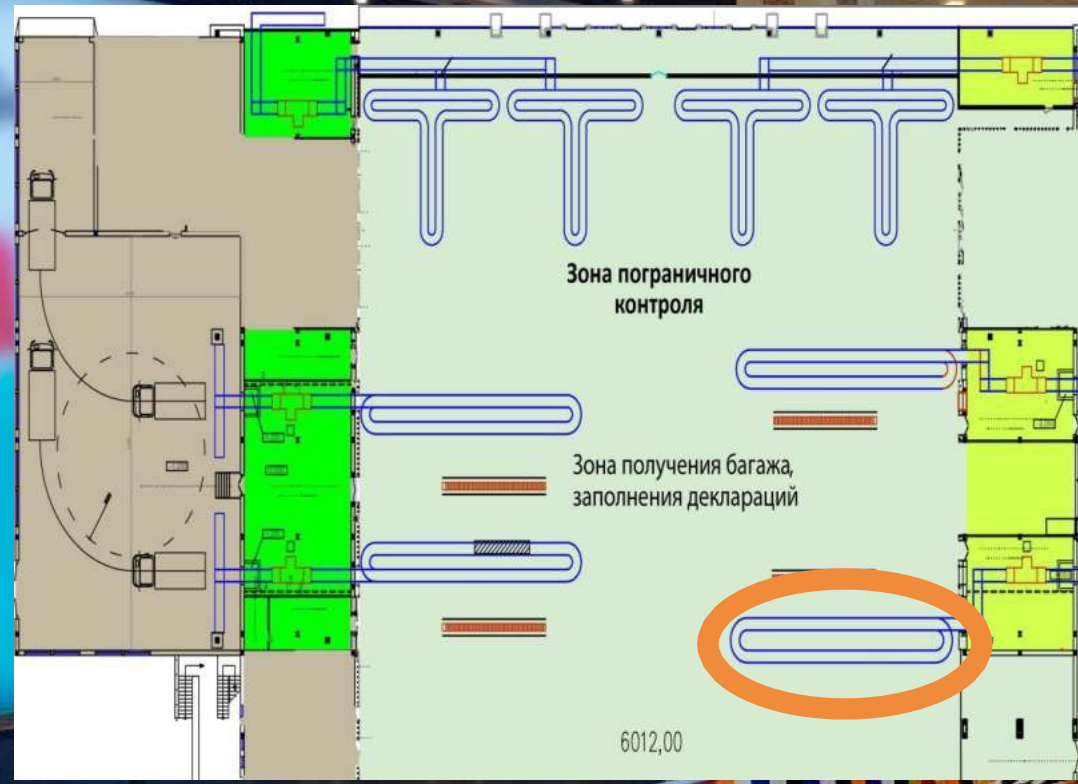 Зона пограничного
контроля
Зона получения багажа,
заполнения деклараций
6012,00